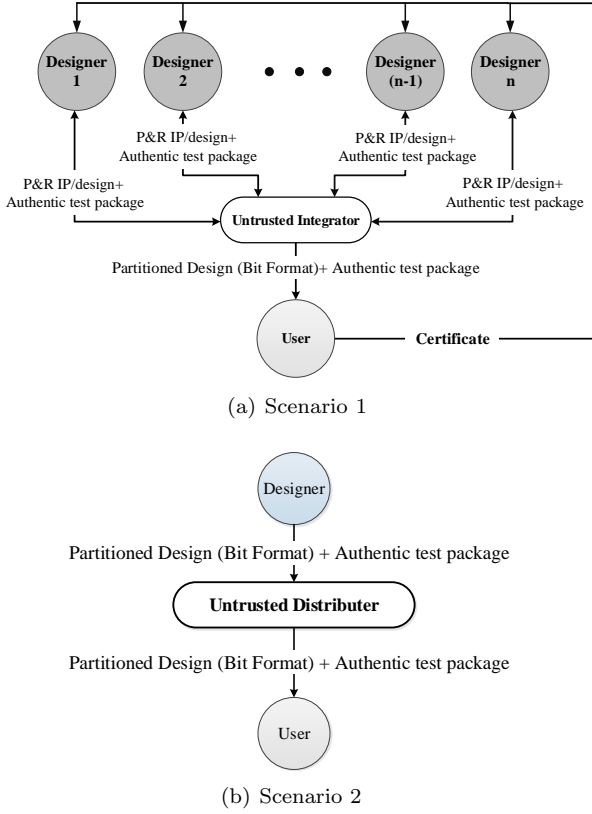 Designer
1
Designer
2
• • •
Designer
(n-1)
Designer
n
P&R IP/design+
Authentic test package
P&R IP/design+
Authentic test package
P&R IP/design+
Authentic test package
P&R IP/design+
Authentic test package
Untrusted Integrator
Partitioned Design (Bit Format)+ Authentic test package
User
Certificate
(a) Scenario 1
Designer
Partitioned Design (Bit Format) + Authentic test package
Untrusted Distributer
Partitioned Design (Bit Format) + Authentic test package
User
(b) Scenario 2